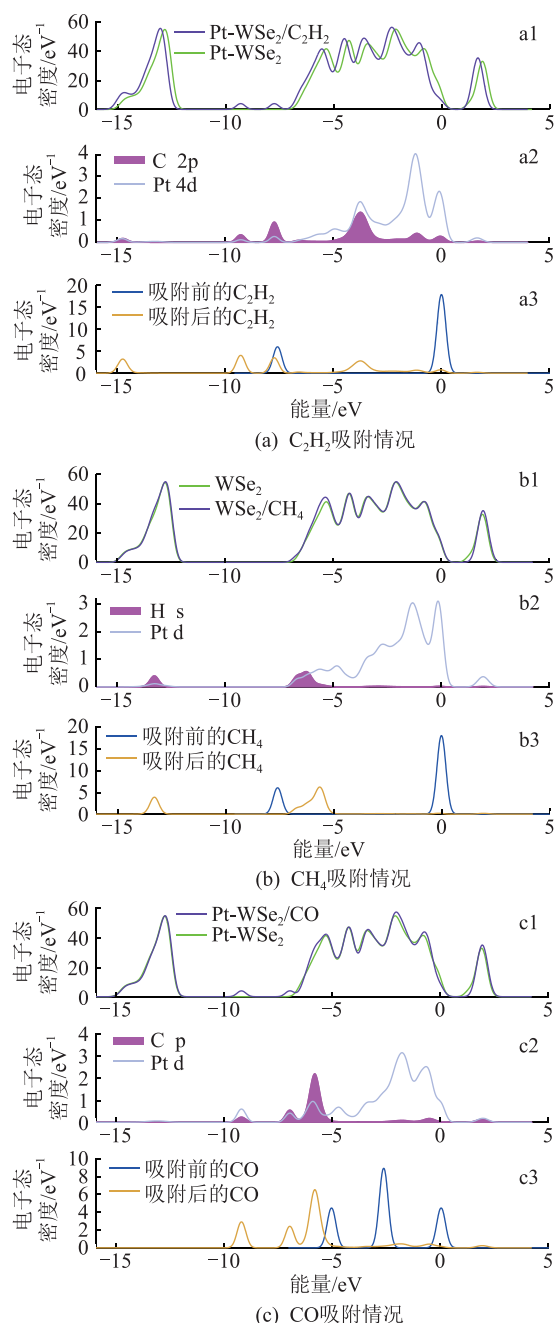 60
40
20
0
电子态
密度/eV⁻¹
Pt-WSe₂/C₂H₂
Pt-WSe₂
a1
−15 −10 −5 0 5
4
3
2
1
0
电子态
密度/eV⁻¹
C 2p
Pt 4d
a2
−15 −10 −5 0 5
20
15
10
5
0
电子态
密度/eV⁻¹
吸附前的C₂H₂
吸附后的C₂H₂
a3
−15 −10 −5 0 5
能量/eV
(a) C₂H₂吸附情况
60
40
20
0
电子态
密度/eV⁻¹
WSe₂
WSe₂/CH₄
b1
−15 −10 −5 0 5
3
2
1
0
电子态
密度/eV⁻¹
H s
Pt d
b2
−15 −10 −5 0 5
20
15
10
5
0
电子态
密度/eV⁻¹
吸附前的CH₄
吸附后的CH₄
b3
−15 −10 −5 0 5
能量/eV
(b) CH₄吸附情况
60
40
20
0
电子态
密度/eV⁻¹
Pt-WSe₂/CO
Pt-WSe₂
c1
−15 −10 −5 0 5
4
3
2
1
0
电子态
密度/eV⁻¹
C p
Pt d
c2
−15 −10 −5 0 5
10
8
6
4
2
0
电子态
密度/eV⁻¹
吸附前的CO
吸附后的CO
c3
−15 −10 −5 0 5
能量/eV
(c) CO吸附情况